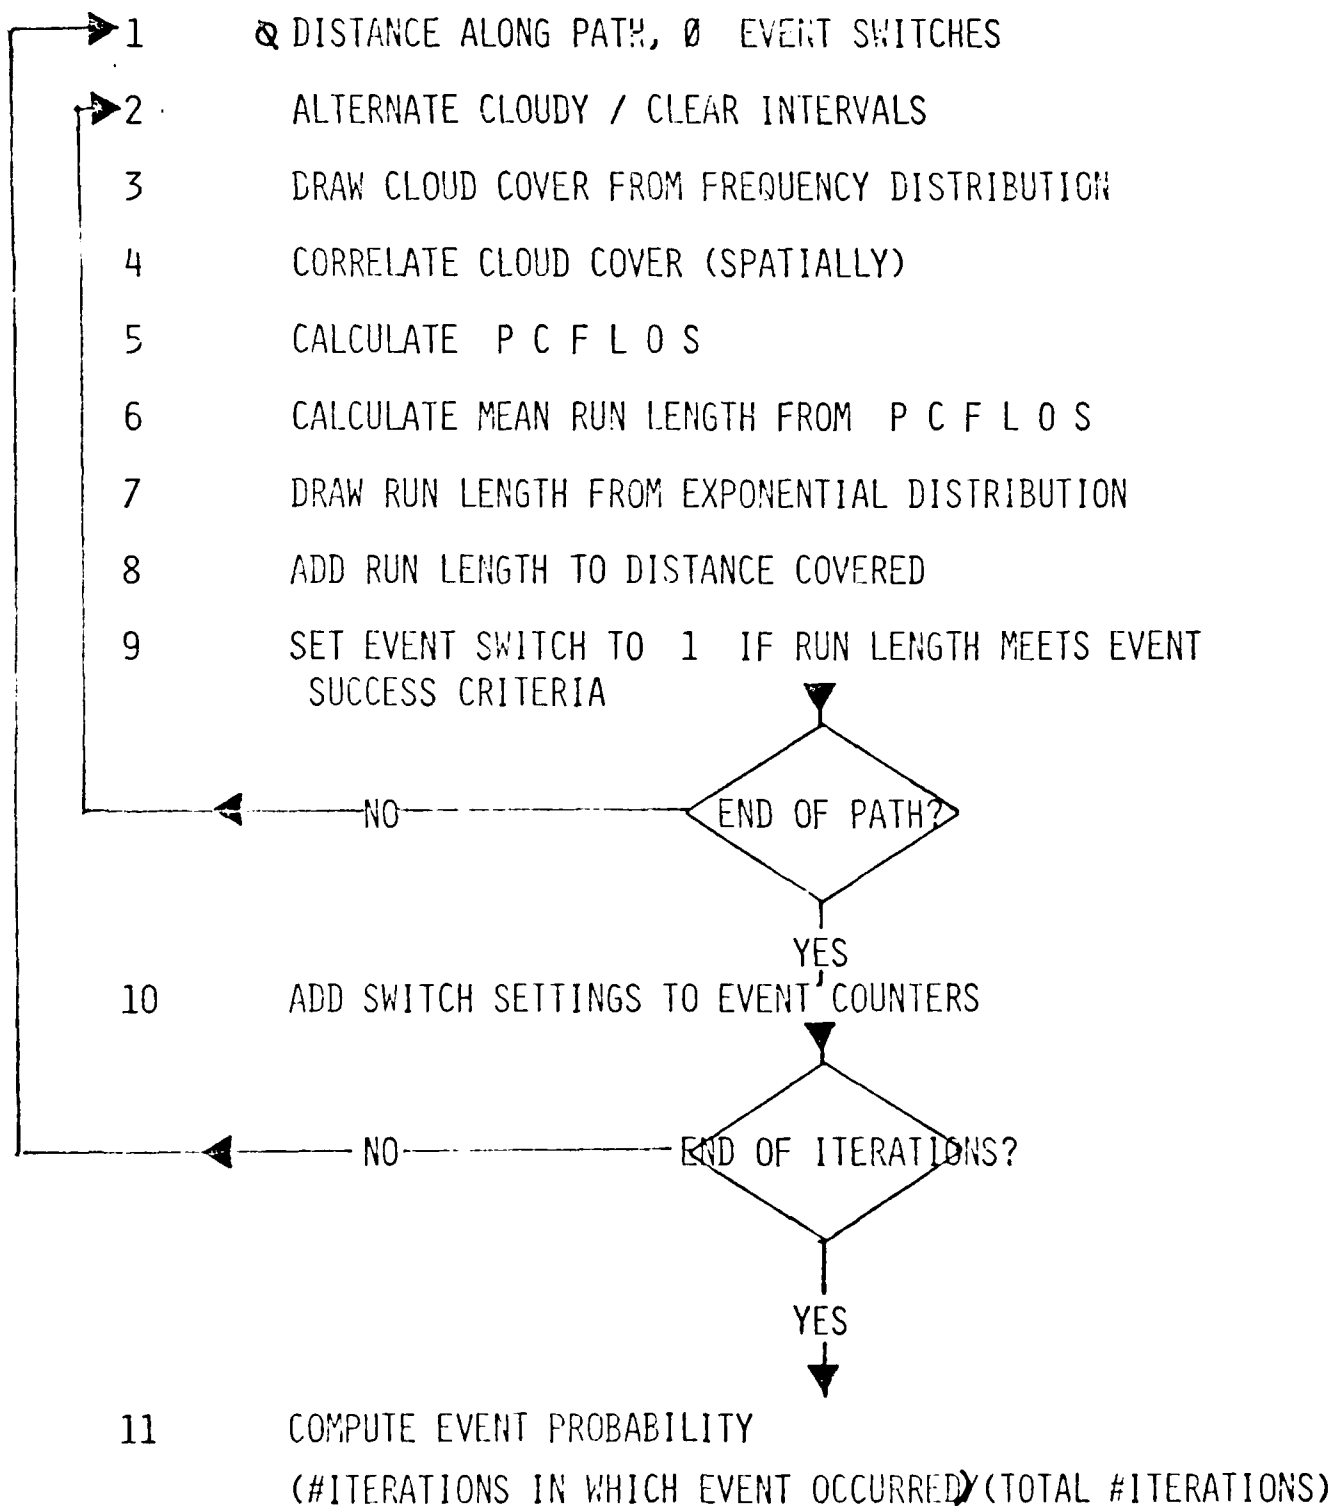 1 Ø DISTANCE ALONG PATH, Ø EVENT SWITCHES
2 ALTERNATE CLOUDY / CLEAR INTERVALS
3 DRAW CLOUD COVER FROM FREQUENCY DISTRIBUTION
4 CORRELATE CLOUD COVER (SPATIALLY)
5 CALCULATE P C F L O S
6 CALCULATE MEAN RUN LENGTH FROM P C F L O S
7 DRAW RUN LENGTH FROM EXPONENTIAL DISTRIBUTION
8 ADD RUN LENGTH TO DISTANCE COVERED
9 SET EVENT SWITCH TO 1 IF RUN LENGTH MEETS EVENT
SUCCESS CRITERIA
NO END OF PATH?
YES
10 ADD SWITCH SETTINGS TO EVENT COUNTERS
NO END OF ITERATIONS?
YES
11 COMPUTE EVENT PROBABILITY
(#ITERATIONS IN WHICH EVENT OCCURRED)/(TOTAL #ITERATIONS)